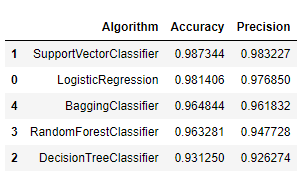 Algorithm Accuracy Precision
1 SupportVectorClassifier 0.987344 0.983227
0 LogisticRegression 0.981406 0.976850
4 BaggingClassifier 0.964844 0.961832
3 RandomForestClassifier 0.963281 0.947728
2 DecisionTreeClassifier 0.931250 0.926274